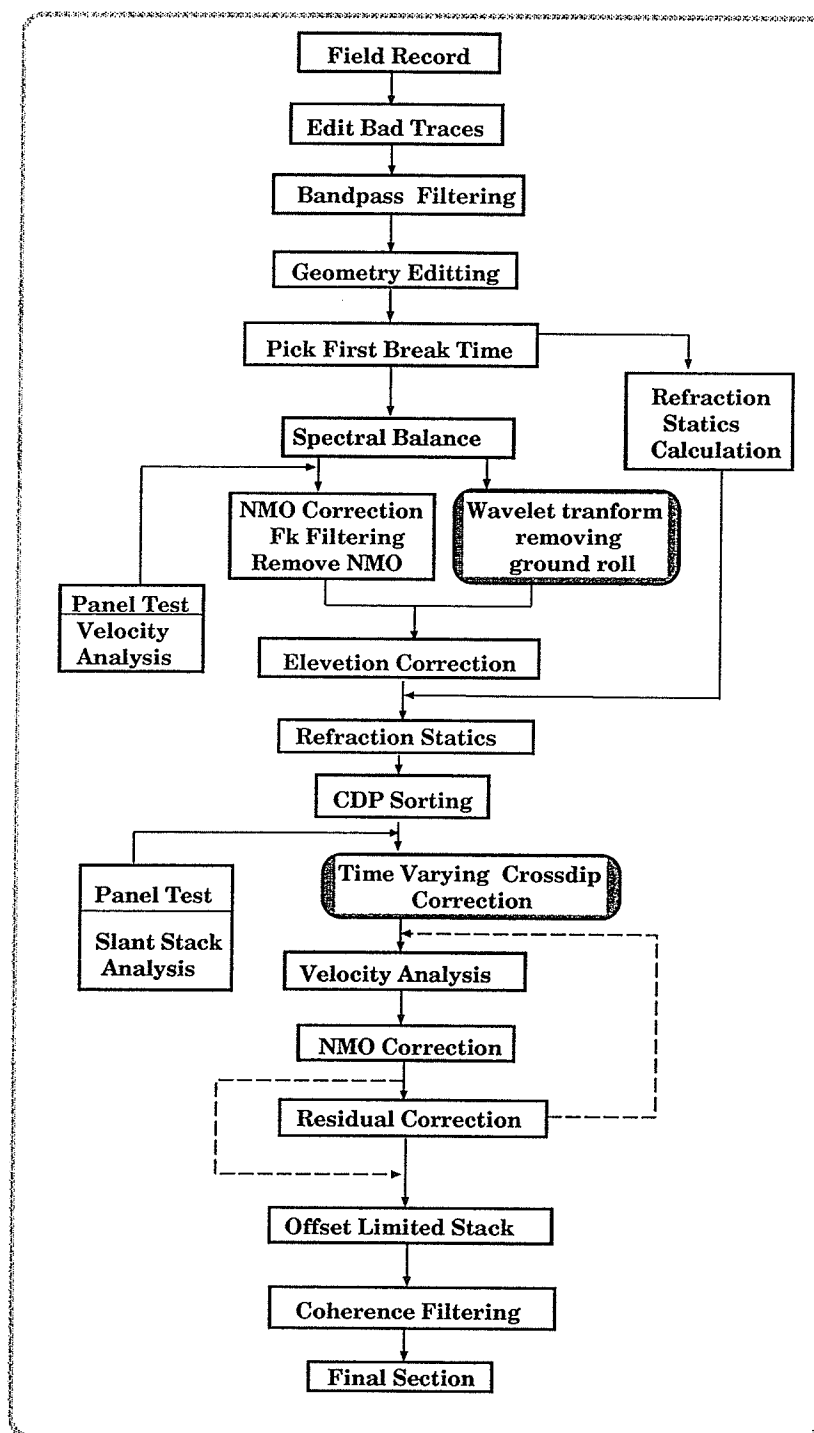 Field Record
Edit Bad Traces
Bandpass Filtering
Geometry Editting
Pick First Break Time
Refraction
Statics
Calculation
Spectral Balance
NMO Correction
Fk Filtering
Remove NMO
Wavelet tranform
removing
ground roll
Panel Test
Velocity
Analysis
Elevetion Correction
Refraction Statics
CDP Sorting
Panel Test
Slant Stack
Analysis
Time Varying Crossdip
Correction
Velocity Analysis
NMO Correction
Residual Correction
Offset Limited Stack
Coherence Filtering
Final Section